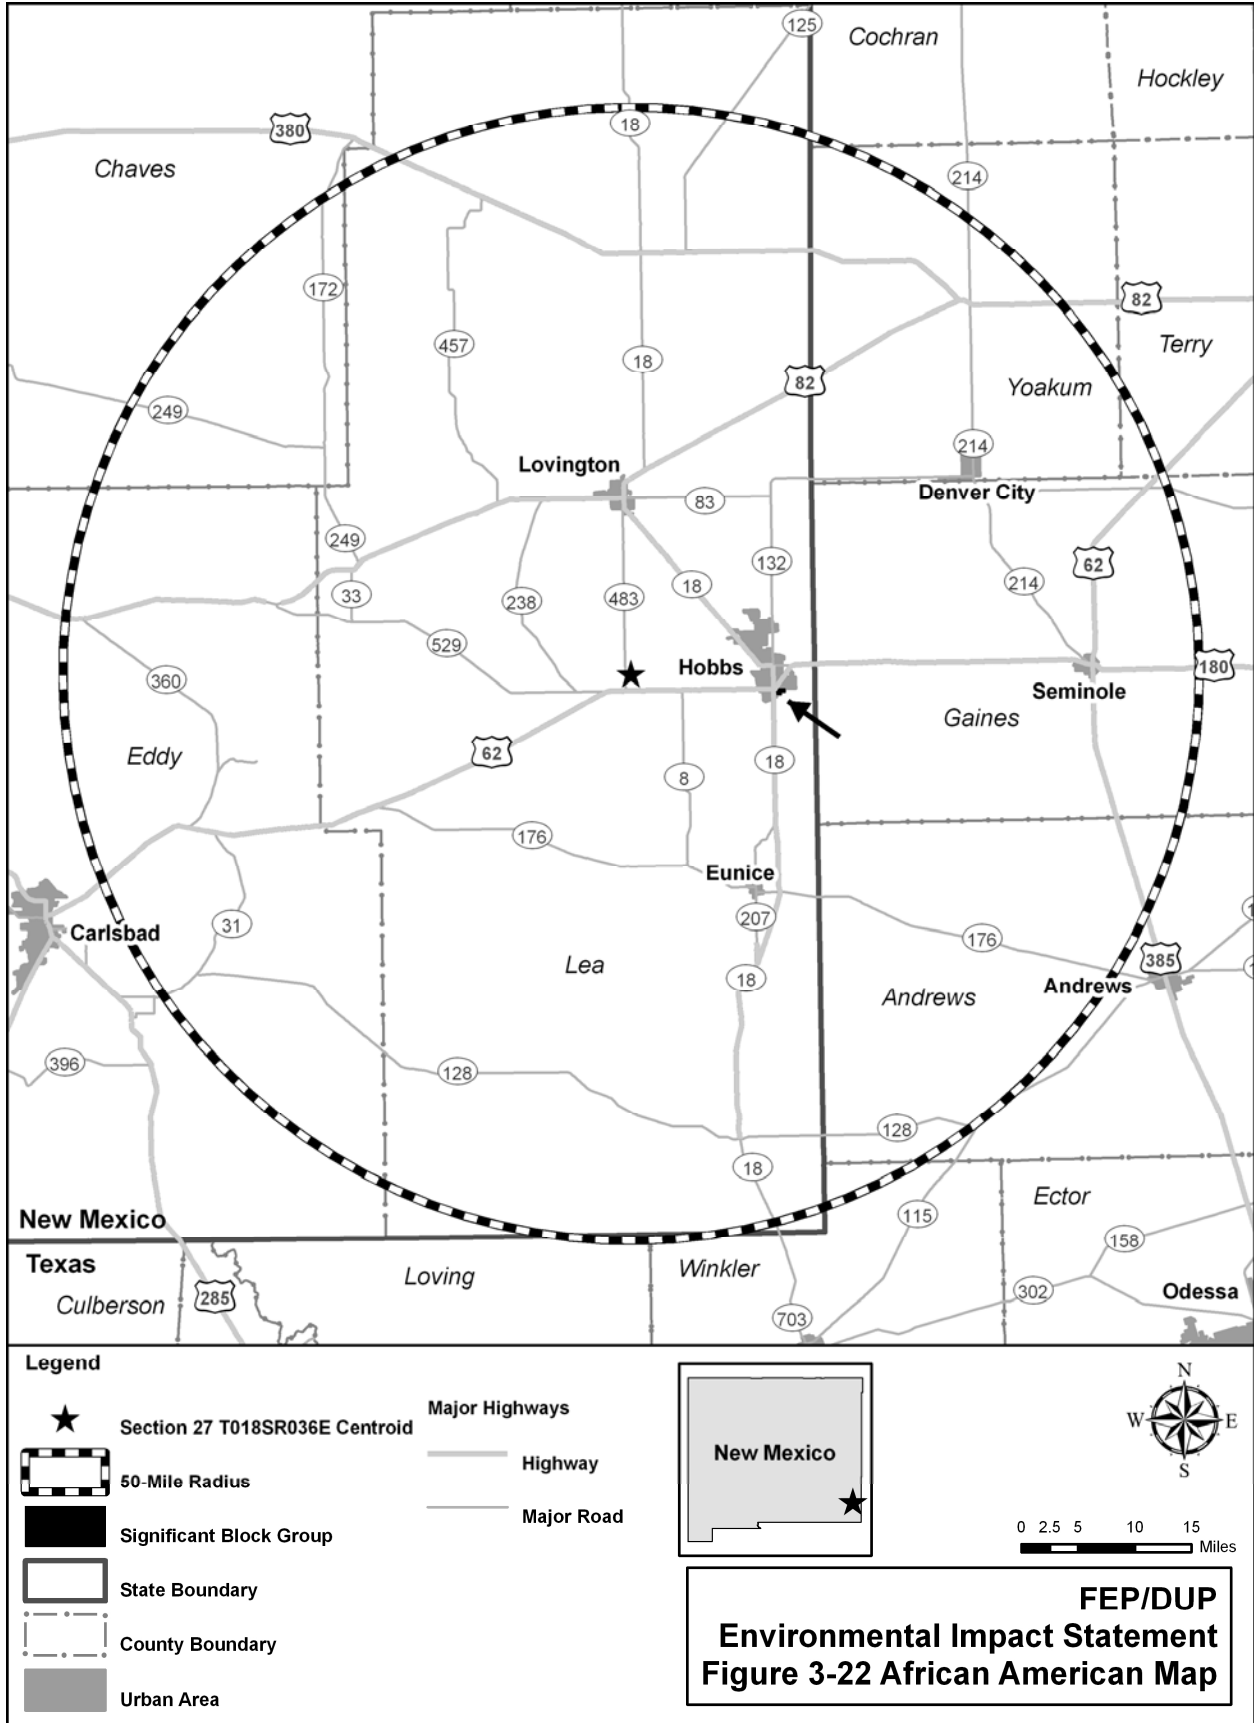 125
Cochran
Hockley
380
18
Chaves
214
172
82
457
Terry
18
82
Yoakum
249
214
Lovington
Denver City
83
249
132
62
18
214
33
238
483
529
Hobbs
180
360
Seminole
Gaines
Eddy
62
18
8
176
Eunice
207
31
Carlsbad
176
Lea
385
18
Andrews
Andrews
396
128
128
18
Ector
115
New Mexico
158
Texas
Winkler
Loving
302
Odessa
285
Culberson
703
Legend
Section 27 T018SR036E Centroid
50-Mile Radius
Significant Block Group
State Boundary
County Boundary
Urban Area
Major Highways
Highway
Major Road
New Mexico
N
W E
S
0 2.5 5 10 15
Miles
FEP/DUP
Environmental Impact Statement
Figure 3-22 African American Map